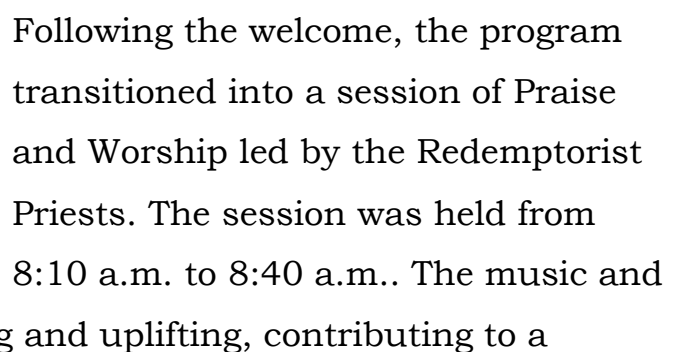 Following the welcome, the program
transitioned into a session of Praise
and Worship led by the Redemptorist
Priests. The session was held from
8:10 a.m. to 8:40 a.m.. The music and
and uplifting, contributing to a